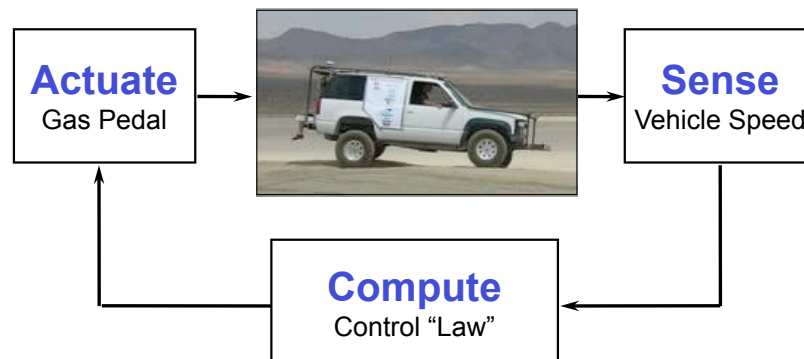 Actuate
Gas Pedal
Sense
Vehicle Speed
Compute
Control “Law”